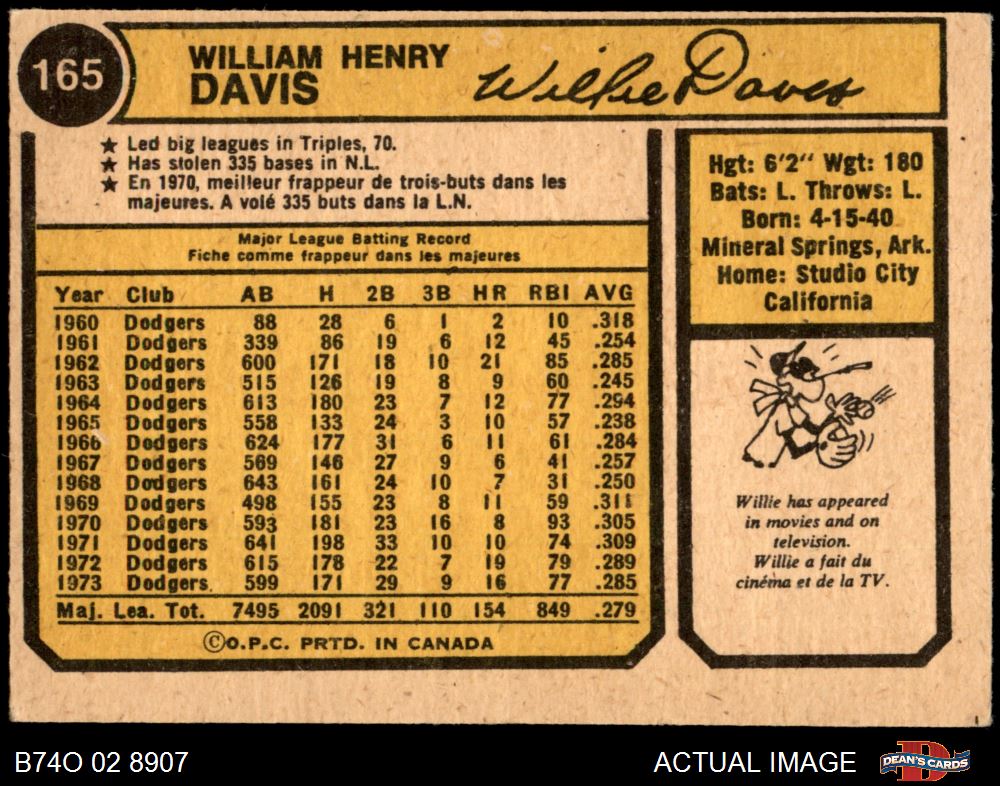 165
WILLIAM HENRY
DAVIS
Willie Davis
★ Led big leagues in Triples, 70.
★ Has stolen 335 bases in N.L.
★ En 1970, meilleur frappeur de trois-buts dans les
majeures. A volé 335 buts dans la L.N.
Major League Batting Record
Fiche comme frappeur dans les majeures
Year Club AB H 2B 3B HR RBI AVG
1960 Dodgers 88 28 6 1 2 10 .318
1961 Dodgers 339 86 19 6 12 45 .254
1962 Dodgers 600 171 18 10 21 85 .285
1963 Dodgers 515 126 19 8 9 60 .245
1964 Dodgers 613 180 23 7 12 77 .294
1965 Dodgers 558 133 24 3 10 57 .238
1966 Dodgers 624 177 31 6 11 61 .284
1967 Dodgers 569 146 27 9 6 41 .257
1968 Dodgers 643 161 24 10 7 31 .250
1969 Dodgers 498 155 23 8 11 59 .311
1970 Dodgers 593 181 23 16 8 93 .305
1971 Dodgers 641 198 33 10 10 74 .309
1972 Dodgers 615 178 22 7 19 79 .289
1973 Dodgers 599 171 29 9 16 77 .285
Maj. Lea. Tot. 7495 2091 321 110 154 849 .279
©O.P.C. PRTD. IN CANADA
Hgt: 6'2" Wgt: 180
Bats: L. Throws: L.
Born: 4-15-40
Mineral Springs, Ark.
Home: Studio City
California
Willie has appeared
in movies and on
television.
Willie a fait du
cinéma et de la TV.
B74O 02 8907
ACTUAL IMAGE
DEAN'S CARDS